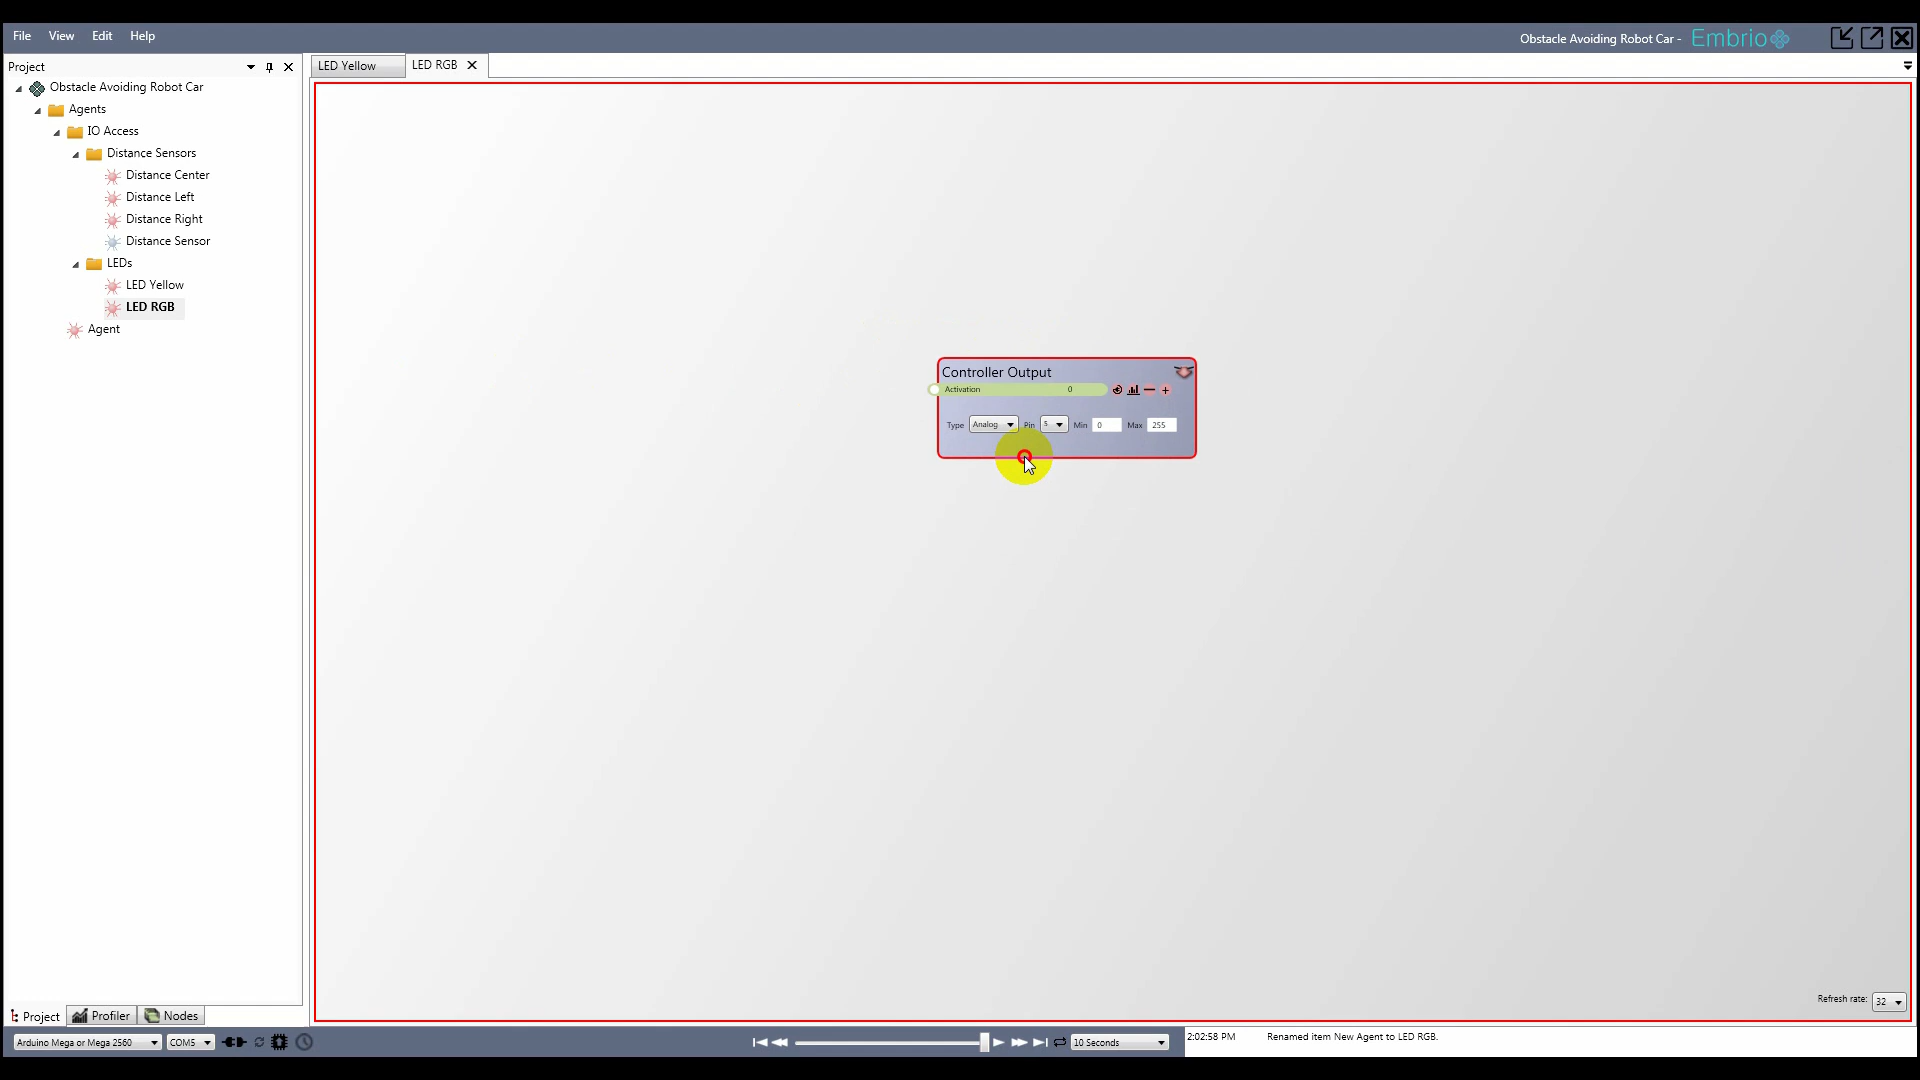 File View Edit Help
Obstacle Avoiding Robot Car - Embrio
Project
LED Yellow
LED RGB
Obstacle Avoiding Robot Car
Agents
IO Access
Distance Sensors
Distance Center
Distance Left
Distance Right
Distance Sensor
LEDs
LED Yellow
LED RGB
Agent
Controller Output
Activation 0
Type Analog Pin 5 Min 0 Max 255
Refresh rate: 32
Project Profiler Nodes
Arduino Mega or Mega 2560 COM5
10 Seconds
2:02:58 PM Renamed item New Agent to LED RGB.